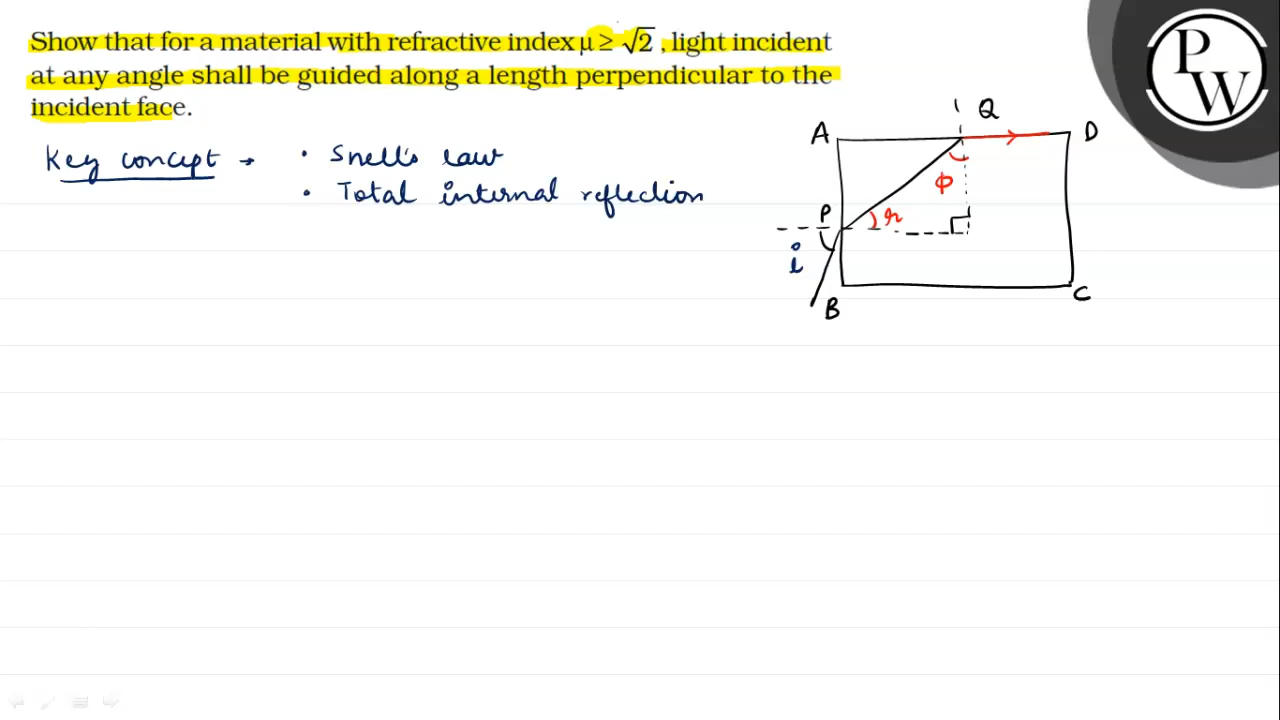 Show that for a material with refractive index μ ≥ √2 , light incident
at any angle shall be guided along a length perpendicular to the
incident face.
Key concept → • Snell's law
• Total internal reflection
A Q D
P r ϕ
i
B C
P
W